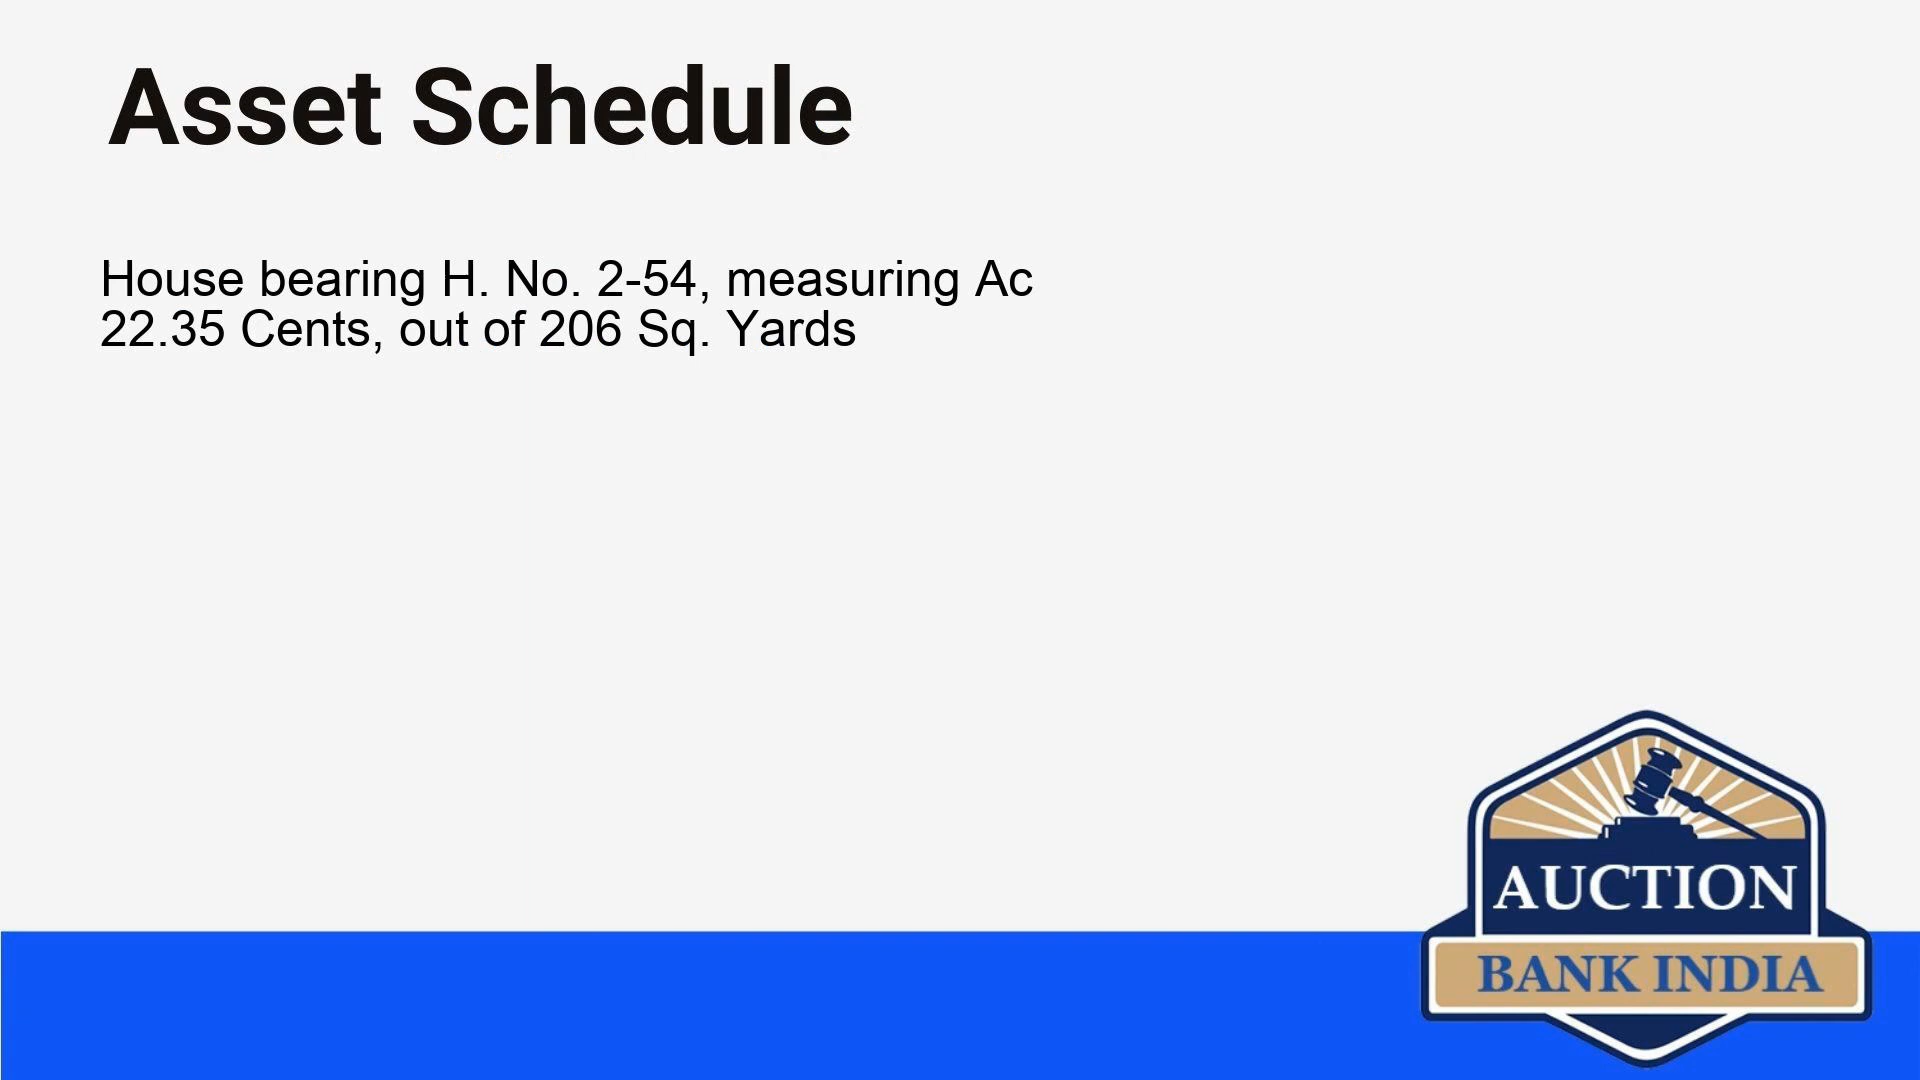 Asset Schedule
House bearing H. No. 2-54, measuring Ac
22.35 Cents, out of 206 Sq. Yards
AUCTION
BANK INDIA